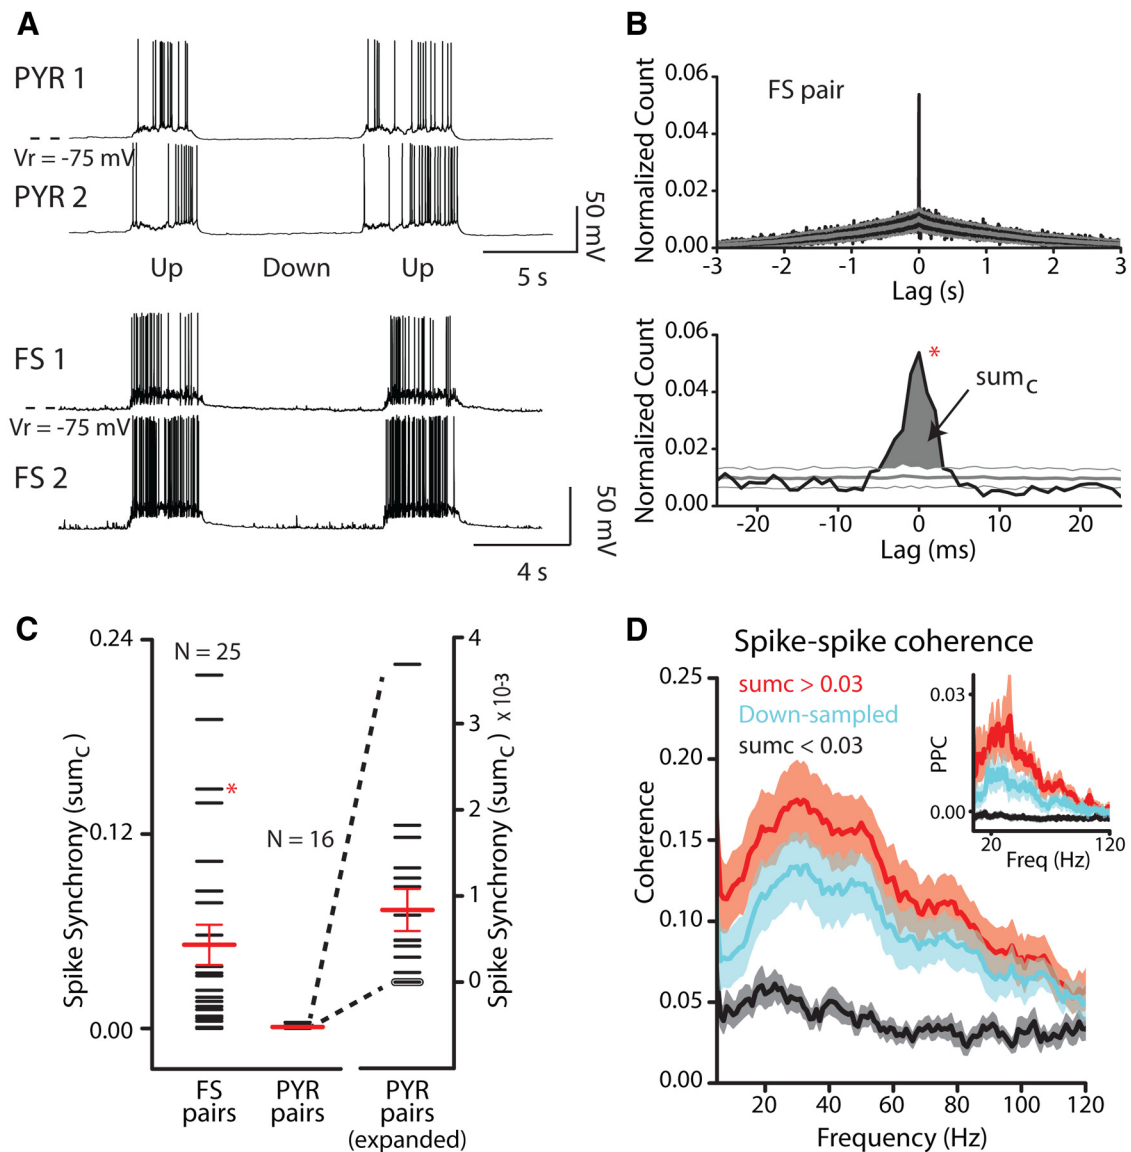 A
PYR 1
Vr = -75 mV
PYR 2
50 mV
Up Down Up
5 s
FS 1
Vr = -75 mV
FS 2
50 mV
4 s
B
Normalized Count
0.06
0.04
0.02
0.00
FS pair
-3 -2 -1 0 1 2 3
Lag (s)
Normalized Count
0.06
0.04
0.02
0.00
*
sumC
-20 -10 0 10 20
Lag (ms)
C
Spike Synchrony (sumC)
0.24
0.12
0.00
N = 25
*
N = 16
4
3
2
1
0
Spike Synchrony (sumC) x 10-3
FS pairs
PYR pairs
PYR pairs (expanded)
D
Spike-spike coherence
Coherence
0.25
0.20
0.15
0.10
0.05
0.00
sumc > 0.03
Down-sampled
sumc < 0.03
PPC
0.03
0.00
20 120
Freq (Hz)
20 40 60 80 100 120
Frequency (Hz)